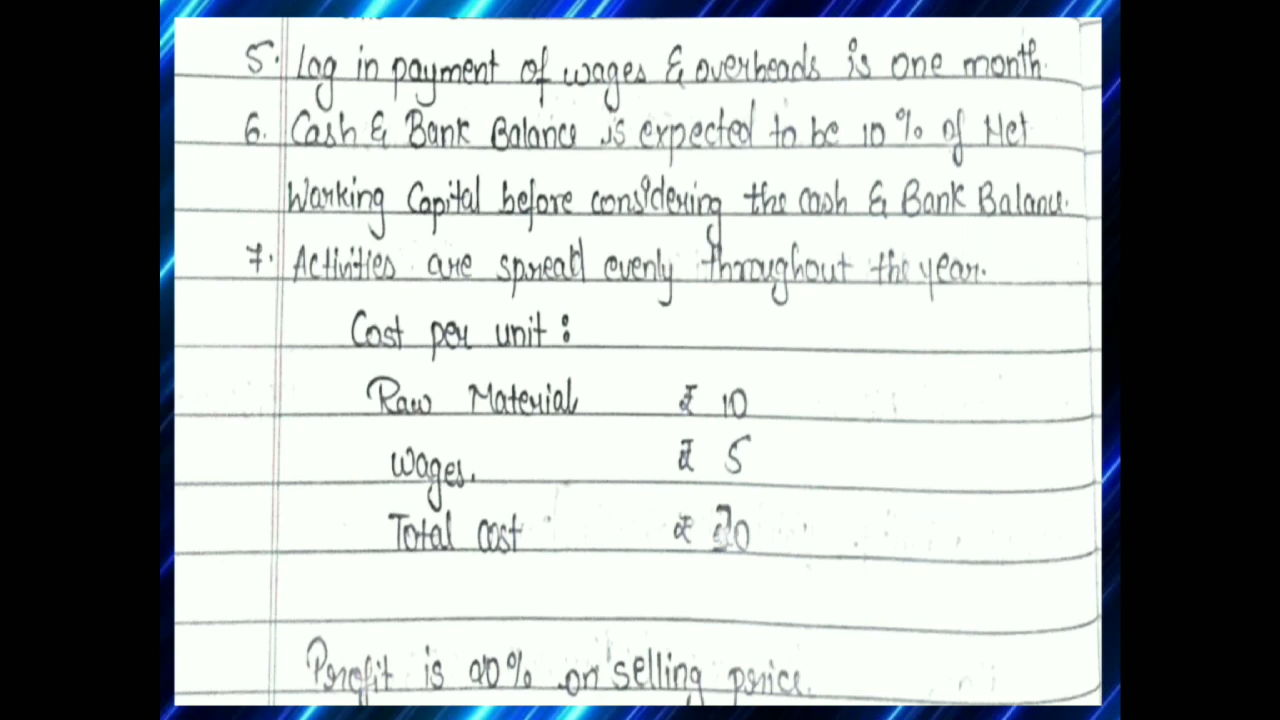 5. Lag in payment of wages & overheads is one month.
6. Cash & Bank Balance is expected to be 10% of Net
Working Capital before considering the cash & Bank Balance.
7. Activities are spread evenly throughout the year.
Cost per unit :
Raw Material ₹ 10
Wages. ₹ 5
Total cost ₹
Profit is 20% on selling price.